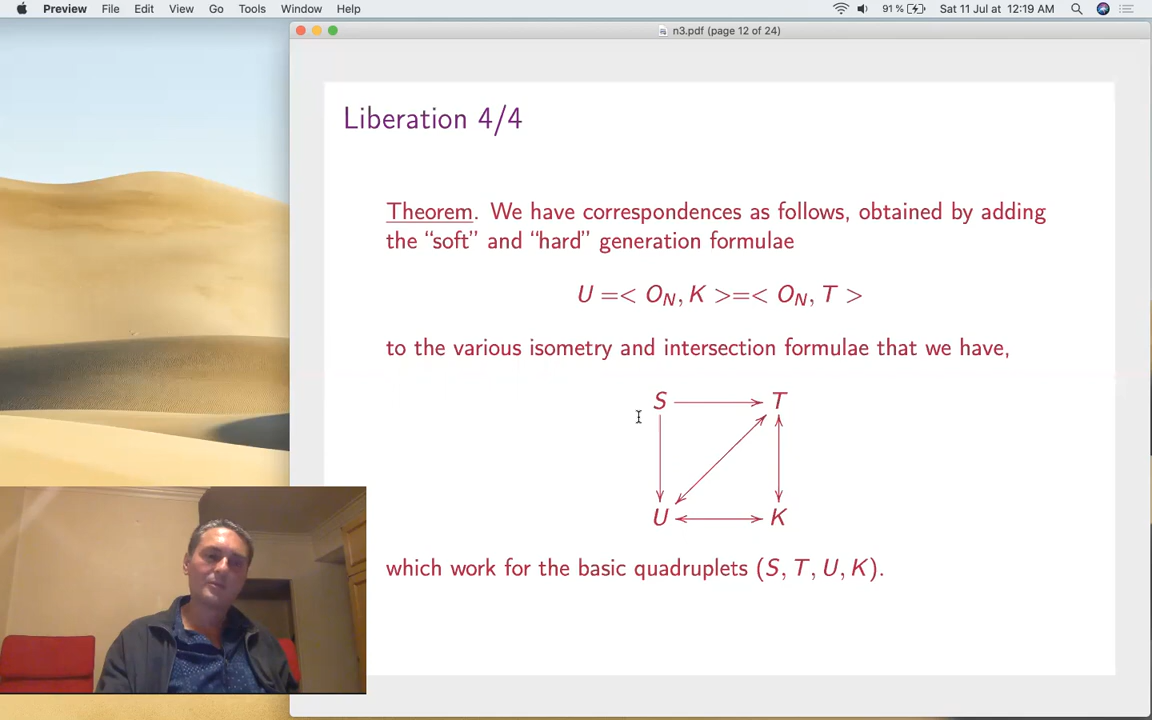 Preview File Edit View Go Tools Window Help 91 % Sat 11 Jul at 12:19 AM
n3.pdf (page 12 of 24)
Liberation 4/4
Theorem. We have correspondences as follows, obtained by adding
the “soft” and “hard” generation formulae
U =< O_N, K >=< O_N, T >
to the various isometry and intersection formulae that we have,
S T
U K
which work for the basic quadruplets (S, T, U, K).